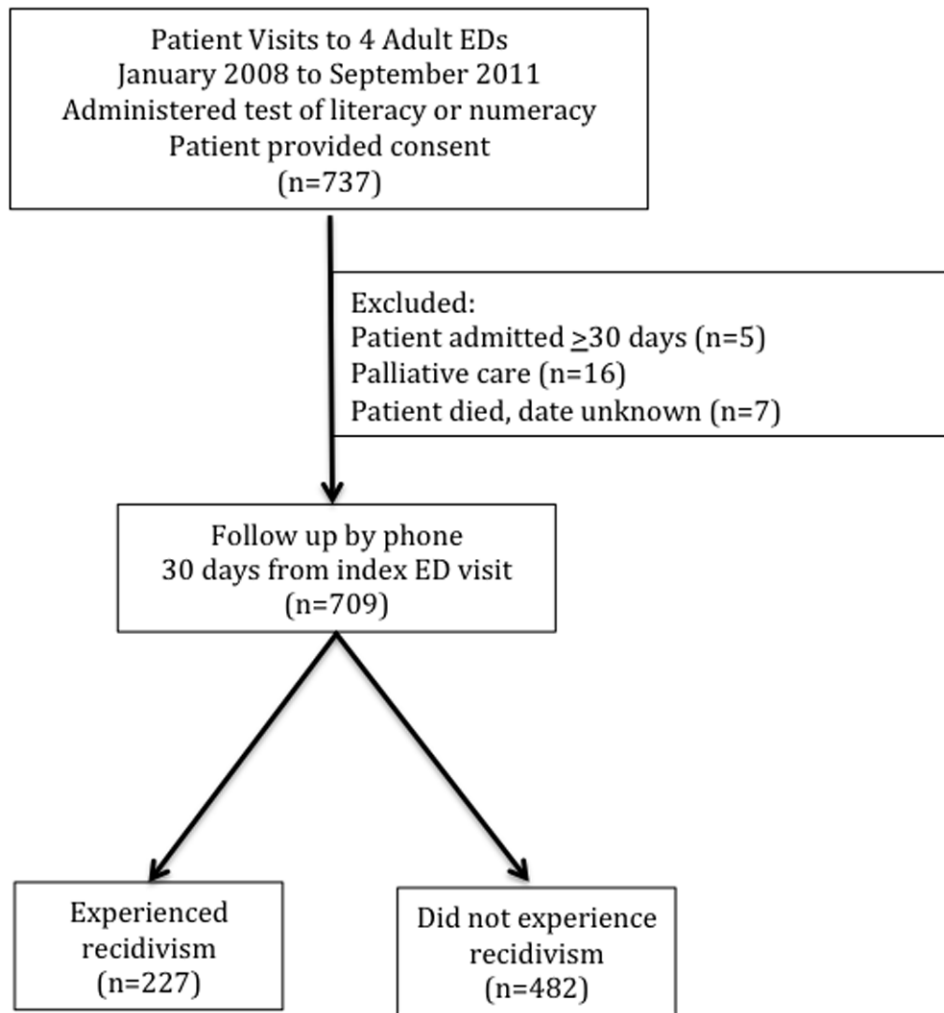 Patient Visits to 4 Adult EDs
January 2008 to September 2011
Administered test of literacy or numeracy
Patient provided consent
(n=737)
Excluded:
Patient admitted ≥30 days (n=5)
Palliative care (n=16)
Patient died, date unknown (n=7)
Follow up by phone
30 days from index ED visit
(n=709)
Experienced
recidivism
(n=227)
Did not experience
recidivism
(n=482)